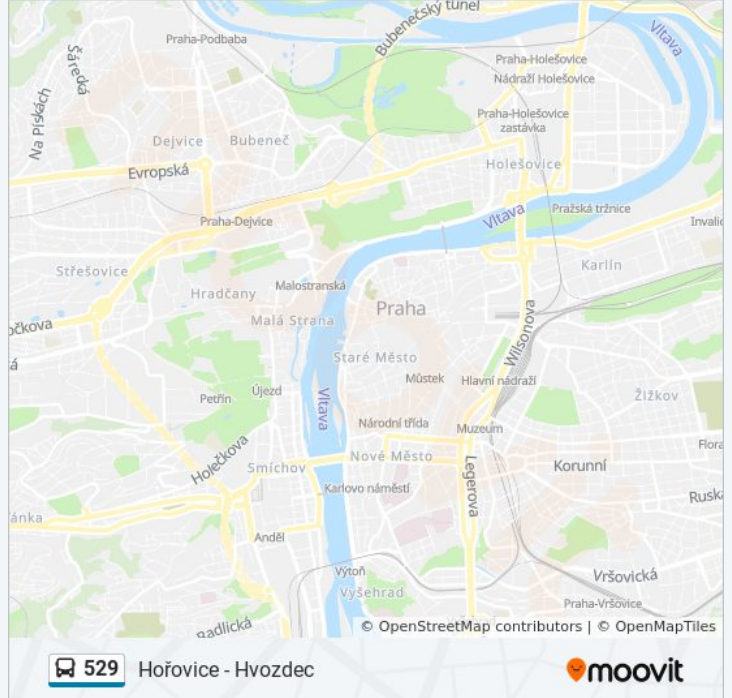 Bubenečský tunel
Praha-Podbaba
Vltava
Šárecká
Praha-Holešovice
Nádraží Holešovice
Na Pískách
Praha-Holešovice
zastávka
Dejvice
Bubeneč
Holešovice
Evropská
Vltava
Pražská tržnice
Praha-Dejvice
Invalid
Střešovice
Karlín
Malostranská
Hradčany
Praha
Malá Strana
očkova
Wilsonova
Staré Město
á
Můstek
Hlavní nádraží
Újezd
Petřín
Žižkov
Vltava
Národní třída
Muzeum
Flora
Holečkova
Nové Město
Smíchov
Korunní
Legerova
Karlovo náměstí
Rusk
ánka
Anděl
Výtoň
Vršovická
Vyšehrad
Praha-Vršovice
Radlická
© OpenStreetMap contributors | © OpenMapTiles
529 Hořovice - Hvozdec
moovit